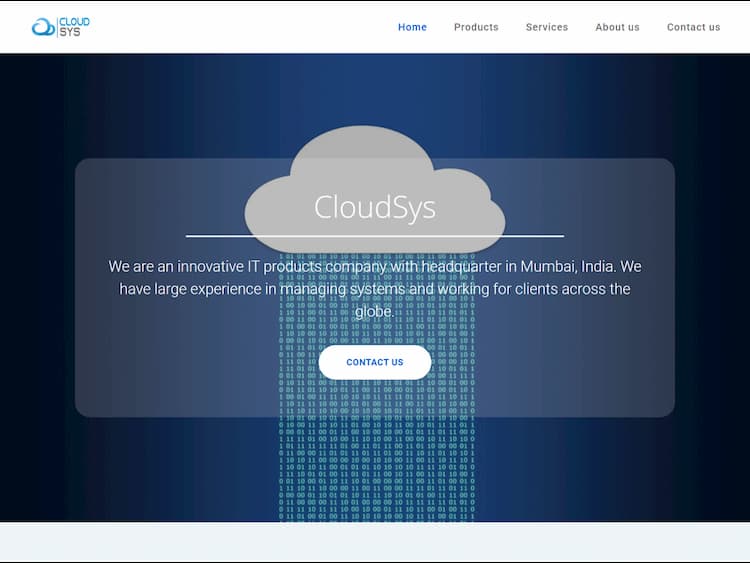 CLOUD
SYS
Home Products Services About us Contact us
CloudSys
We are an innovative IT products company with headquarter in Mumbai, India. We
have large experience in managing systems and working for clients across the
globe.
CONTACT US